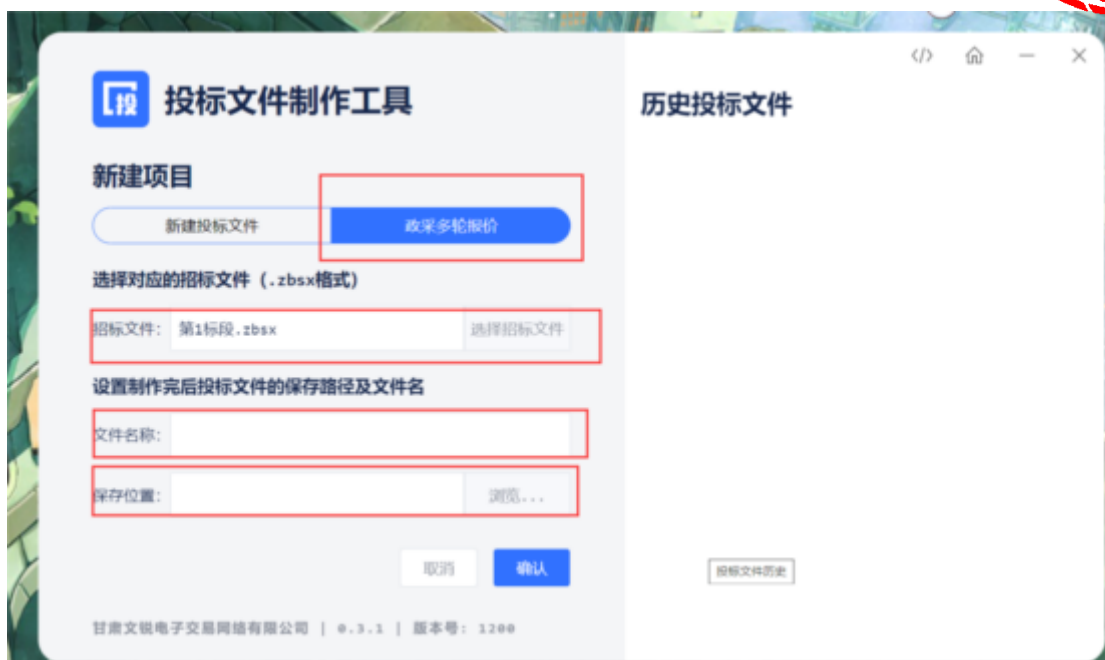 投标文件制作工具
新建项目
新建投标文件
政采多轮报价
选择对应的招标文件（.zbsx格式）
招标文件：
第1标段.zbsx
选择招标文件
设置制作完后投标文件的保存路径及文件名
文件名称：
保存位置：
浏览...
取消
确认
甘肃文锐电子交易网络有限公司 | 0.3.1 | 版本号: 1200
</>
历史投标文件
投标文件历史
投